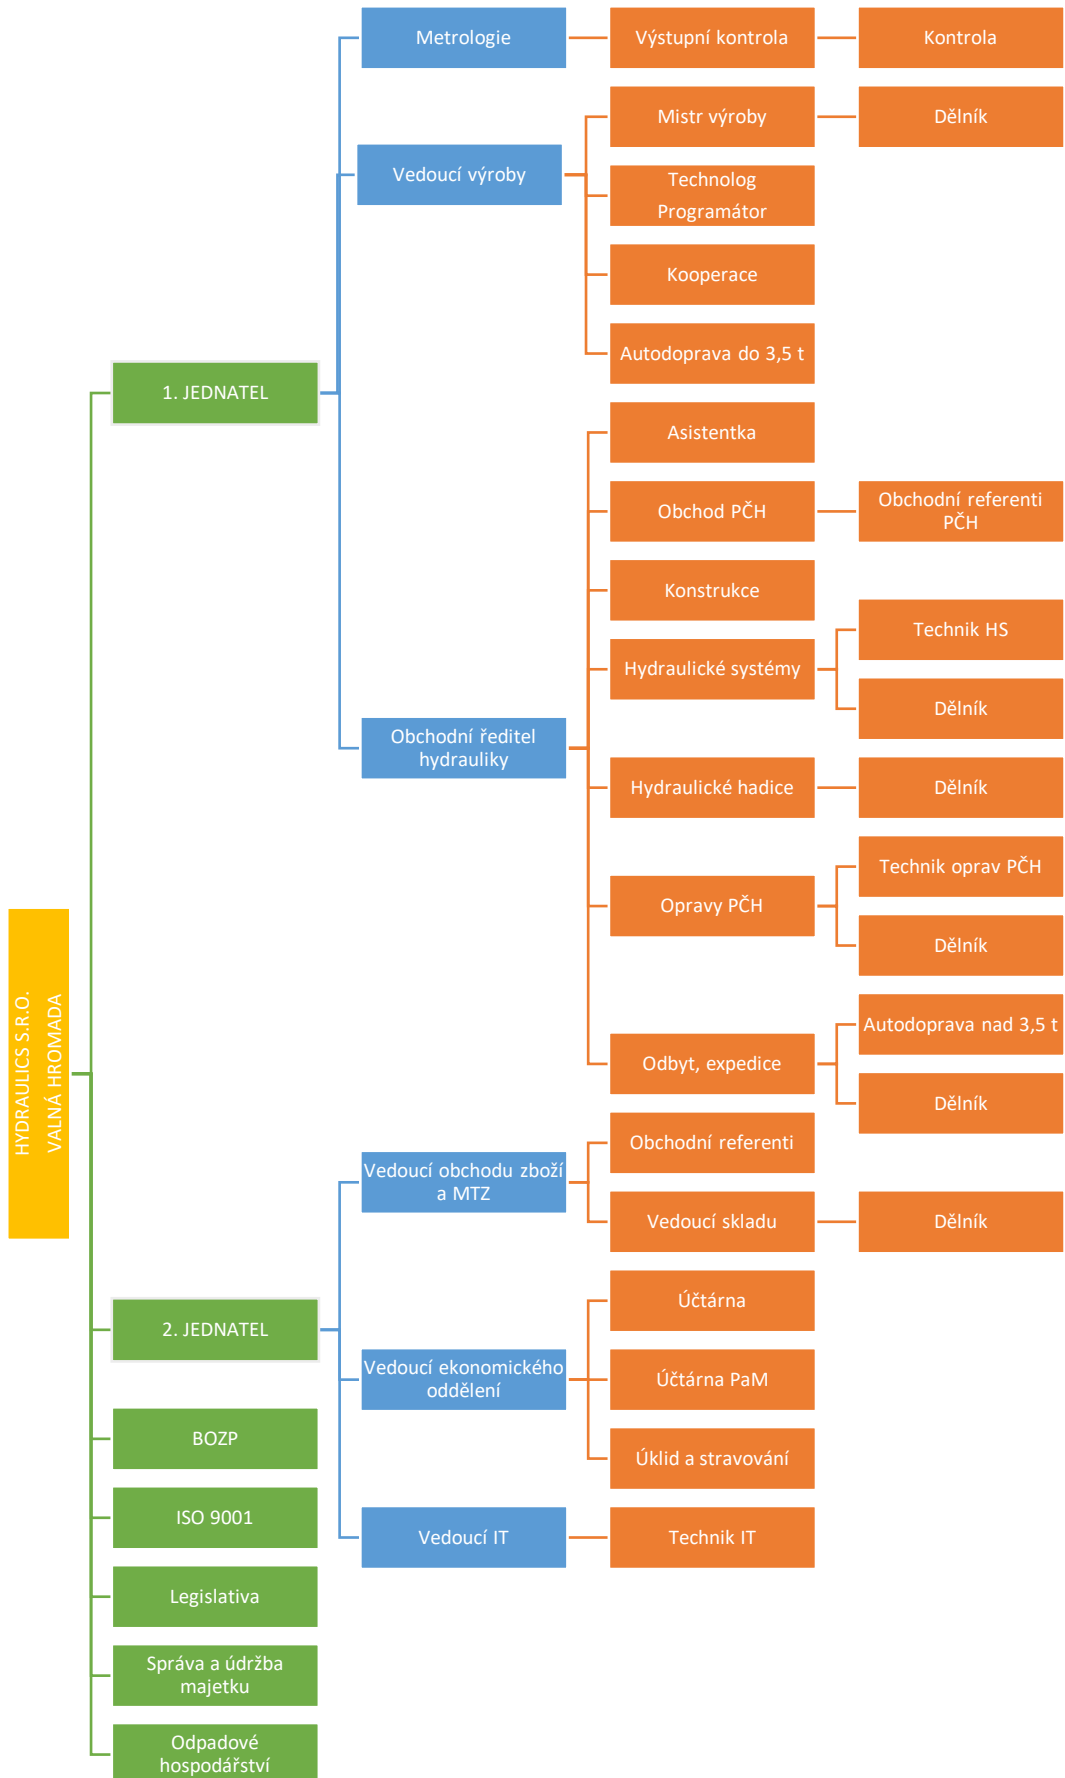 HYDRAULICS S.R.O.
VALNÁ HROMADA
1. JEDNATEL
Metrologie
Výstupní kontrola
Kontrola
Vedoucí výroby
Mistr výroby
Dělník
Technolog
Programátor
Kooperace
Autodoprava do 3,5 t
Obchodní ředitel
hydrauliky
Asistentka
Obchod PČH
Obchodní referenti
PČH
Konstrukce
Hydraulické systémy
Technik HS
Dělník
Hydraulické hadice
Dělník
Opravy PČH
Technik oprav PČH
Dělník
Odbyt, expedice
Autodoprava nad 3,5 t
Dělník
2. JEDNATEL
Vedoucí obchodu zboží
a MTZ
Obchodní referenti
Vedoucí skladu
Dělník
Vedoucí ekonomického
oddělení
Účtárna
Účtárna PaM
Úklid a stravování
Vedoucí IT
Technik IT
BOZP
ISO 9001
Legislativa
Správa a údržba
majetku
Odpadové
hospodářství